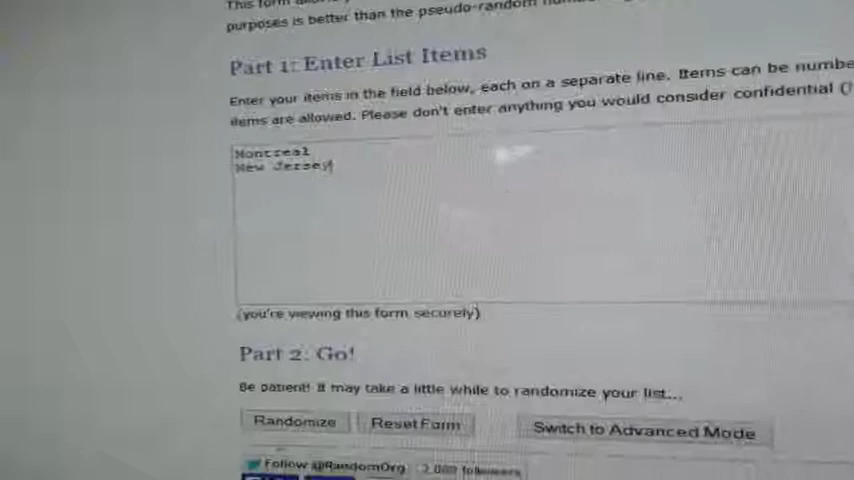 This form
purposes is better than the pseudo-random
Part 1: Enter List Items
Enter your items in the field below, each on a separate line. Items can be numbe
items are allowed. Please don't enter anything you would consider confidential (
Montreal
New Jersey
(you're viewing this form securely)
Part 2: Go!
Be patient! It may take a little while to randomize your list...
Randomize Reset Form Switch to Advanced Mode
Follow @RandomOrg followers